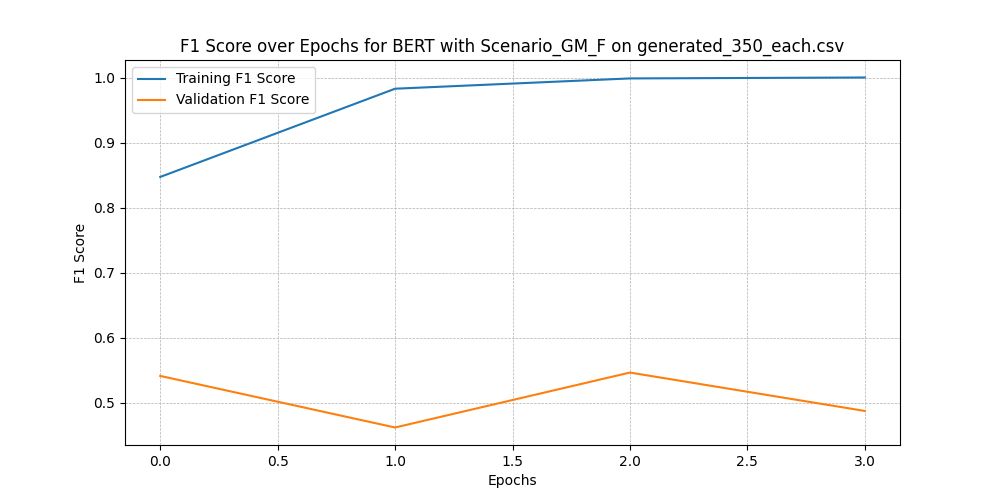 F1 Score over Epochs for BERT with Scenario_GM_F on generated_350_each.csv
Training F1 Score
Validation F1 Score
1.0
0.9
0.8
0.7
0.6
0.5
F1 Score
0.0 0.5 1.0 1.5 2.0 2.5 3.0
Epochs